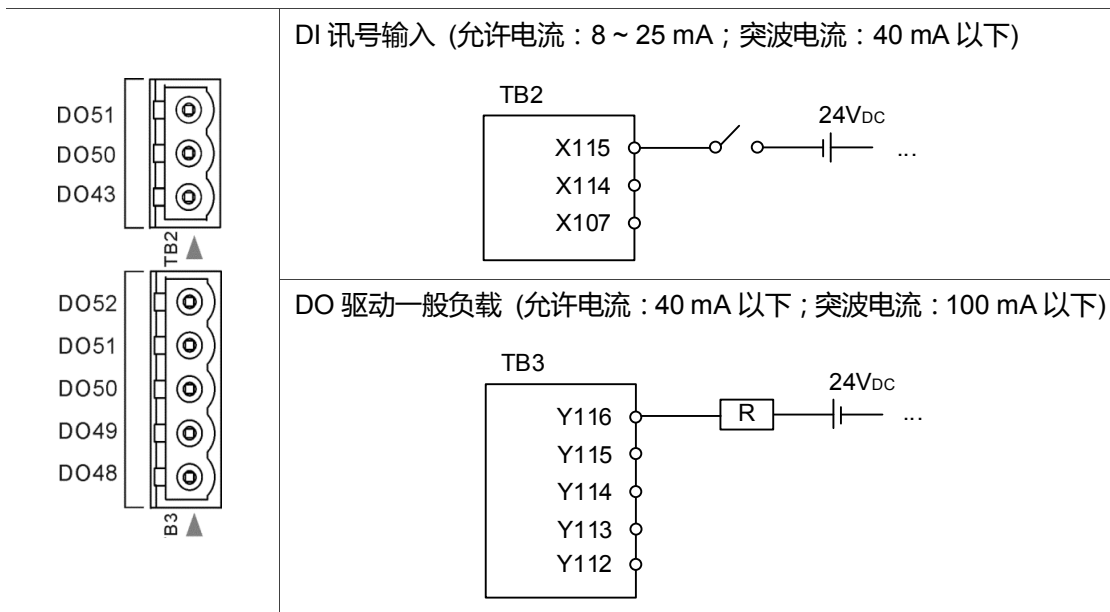 DI 讯号输入 (允许电流：8 ~ 25 mA；突波电流：40 mA 以下)
DO51
DO50
DO43
TB2
TB2
24VDC
X115
...
X114
X107
DO 驱动一般负载 (允许电流：40 mA 以下；突波电流：100 mA 以下)
DO52
DO51
DO50
DO49
DO48
B3
TB3
24VDC
Y116
R
...
Y115
Y114
Y113
Y112